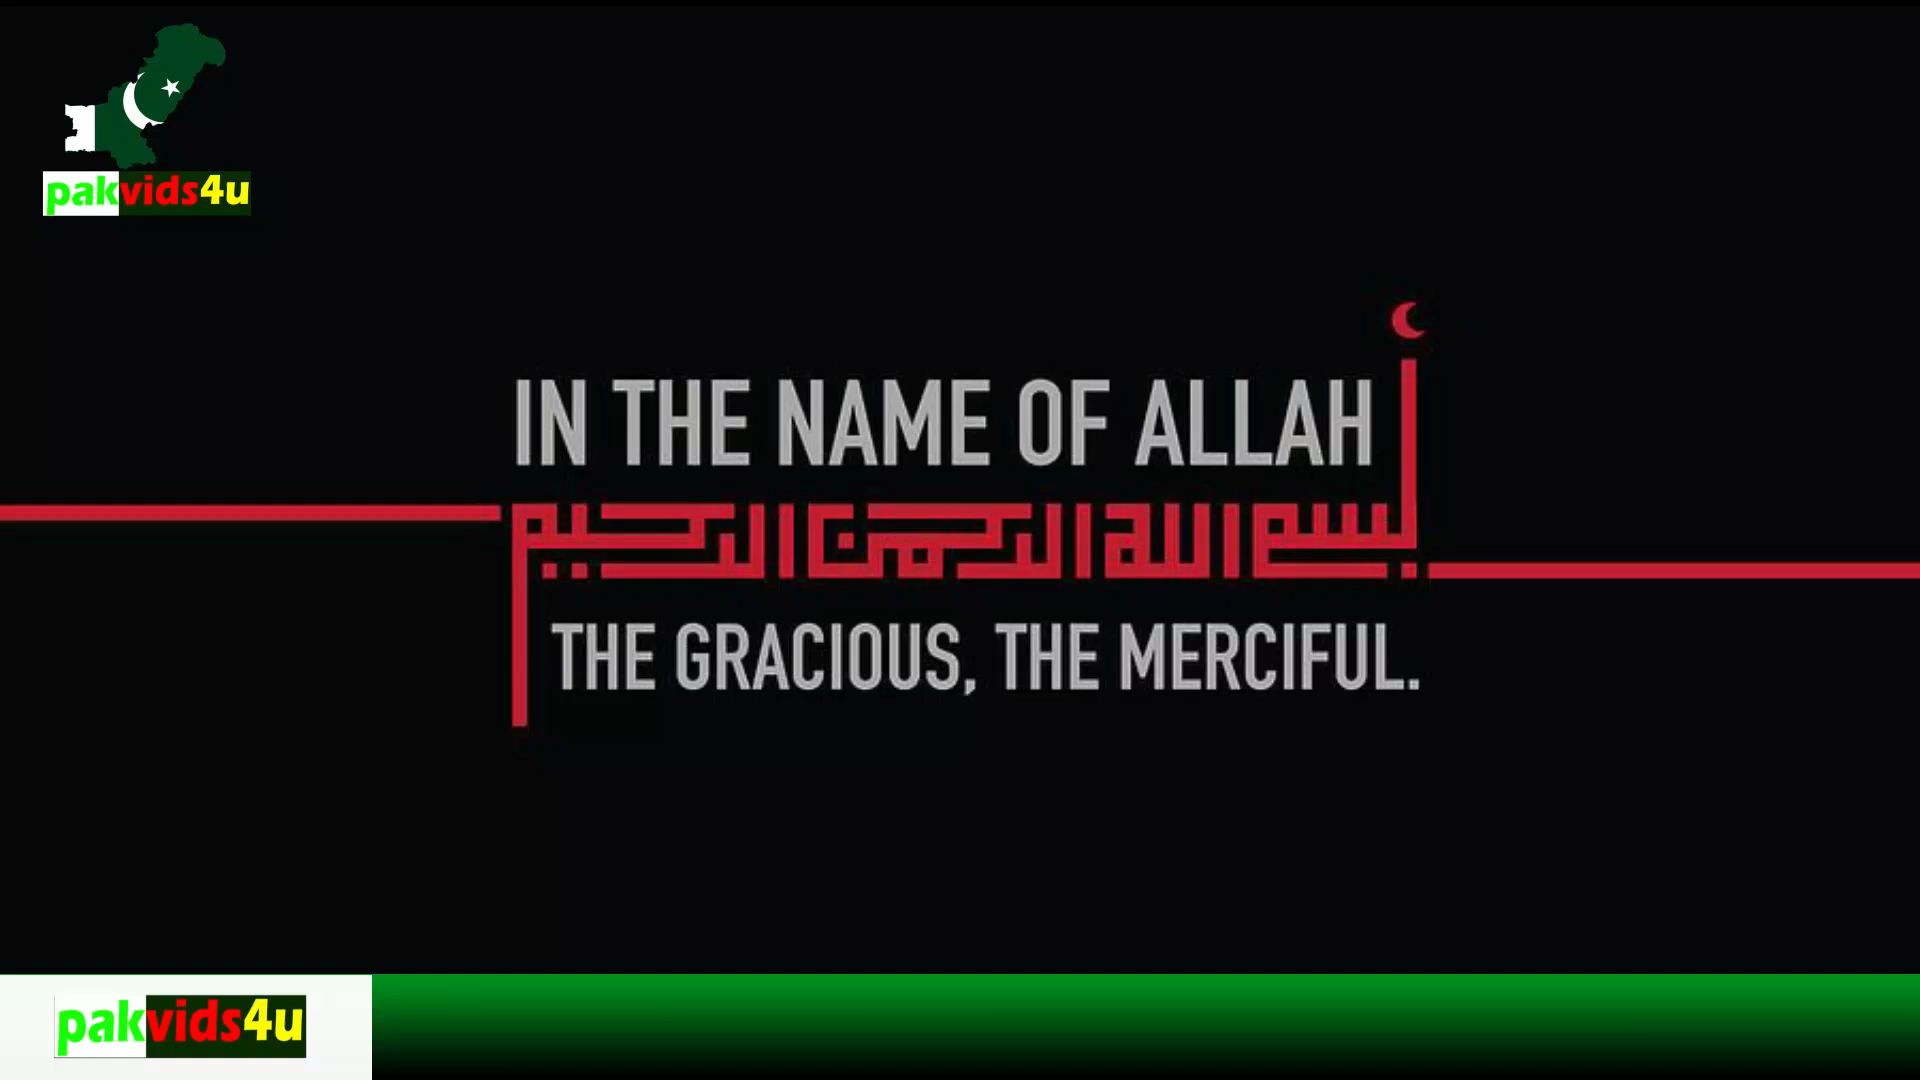 pakvids4u
IN THE NAME OF ALLAH
بسم الله الرحمن الرحيم
THE GRACIOUS, THE MERCIFUL.
pakvids4u